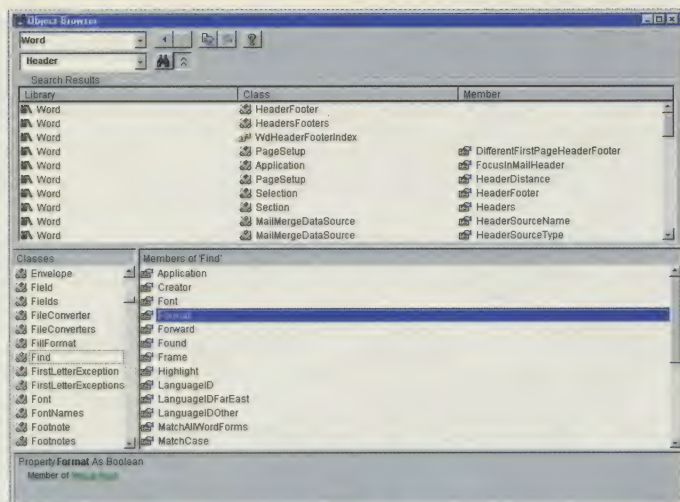 Object Browser
Word
Header
Search Results
Library Class Member
Word HeaderFooter
Word HeadersFooters
Word WdHeaderFooterIndex
Word PageSetup DifferentFirstPageHeaderFooter
Word Application FocusInMailHeader
Word PageSetup HeaderDistance
Word Selection HeaderFooter
Word Section Headers
Word MailMergeDataSource HeaderSourceName
Word MailMergeDataSource HeaderSourceType
Classes
Envelope
Field
Fields
FileConverter
FileConverters
FillFormat
Find
FirstLetterException
FirstLetterExceptions
Font
FontNames
Footnote
Footnotes
Members of 'Find'
Application
Creator
Font
Format
Forward
Found
Frame
Highlight
LanguageID
LanguageIDFarEast
LanguageIDOther
MatchAllWordForms
MatchCase
Property Format As Boolean
Member of